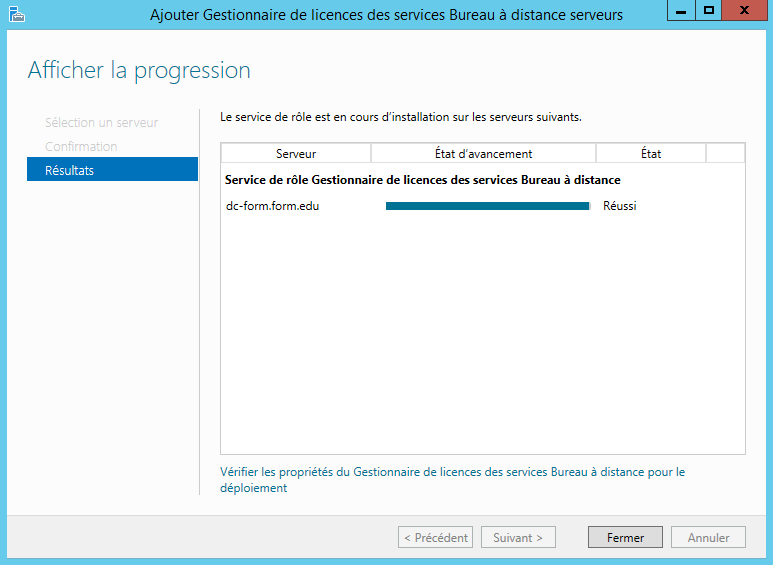 Ajouter Gestionnaire de licences des services Bureau à distance serveurs
Afficher la progression
Sélection un serveur
Confirmation
Résultats
Le service de rôle est en cours d'installation sur les serveurs suivants.
Serveur État d'avancement État
Service de rôle Gestionnaire de licences des services Bureau à distance
dc-form.form.edu Réussi
Vérifier les propriétés du Gestionnaire de licences des services Bureau à distance pour le
déploiement
< Précédent Suivant > Fermer Annuler